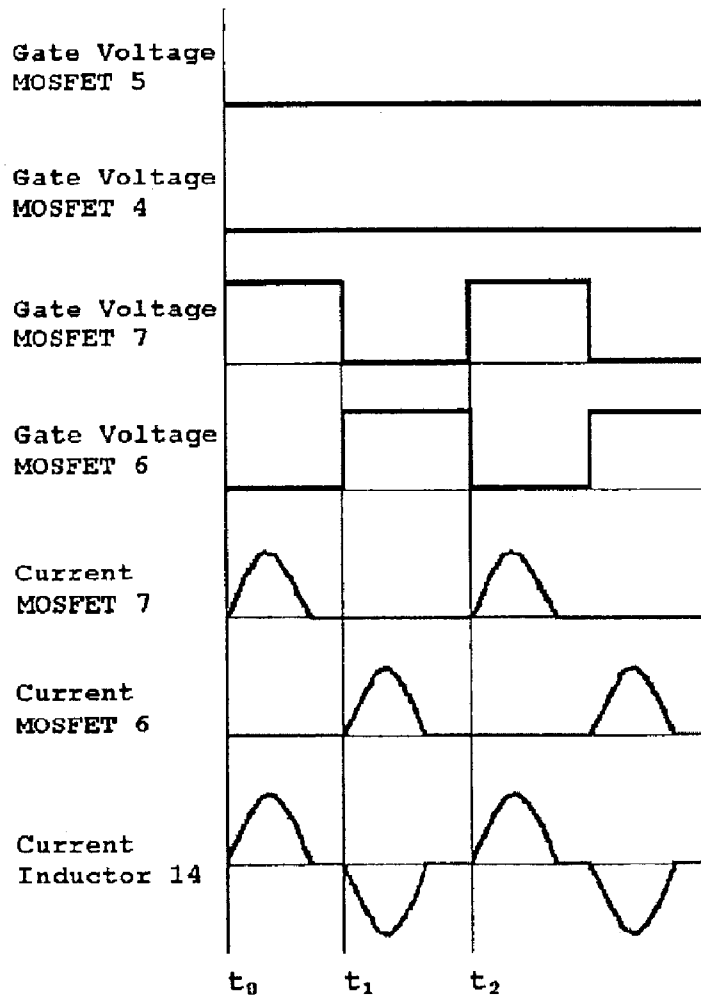 Gate Voltage
MOSFET 5
Gate Voltage
MOSFET 4
Gate Voltage
MOSFET 7
Gate Voltage
MOSFET 6
Current
MOSFET 7
Current
MOSFET 6
Current
Inductor 14
t₀ t₁ t₂